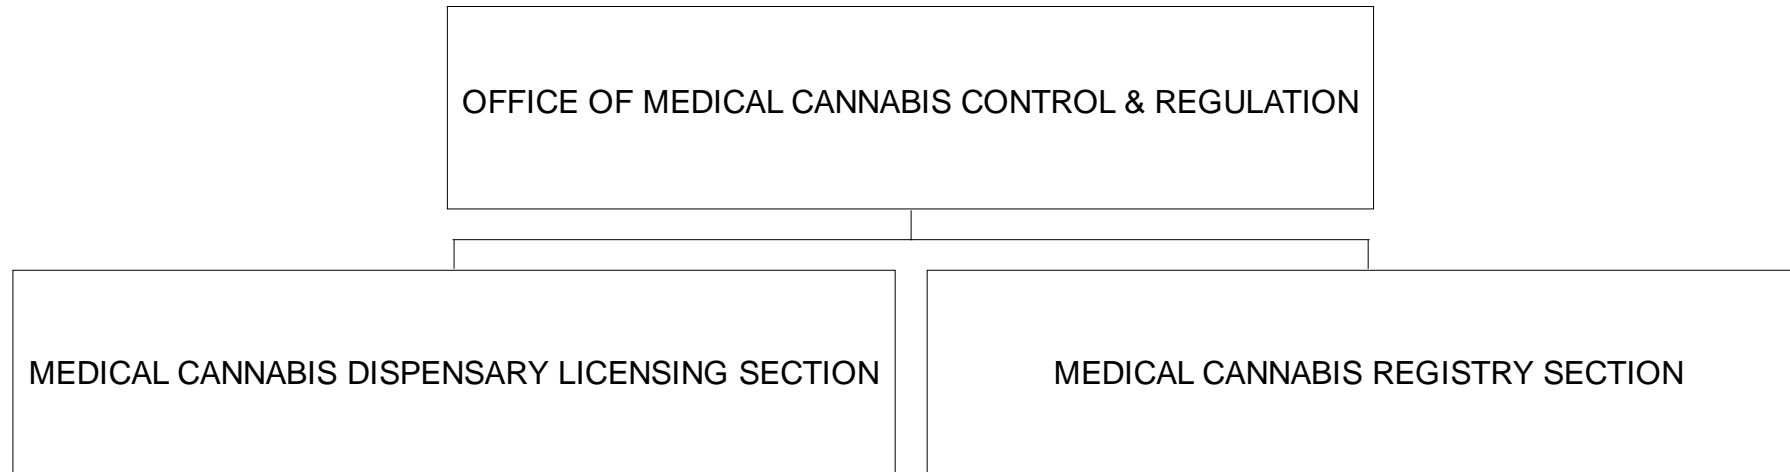 OFFICE OF MEDICAL CANNABIS CONTROL & REGULATION
MEDICAL CANNABIS DISPENSARY LICENSING SECTION
MEDICAL CANNABIS REGISTRY SECTION